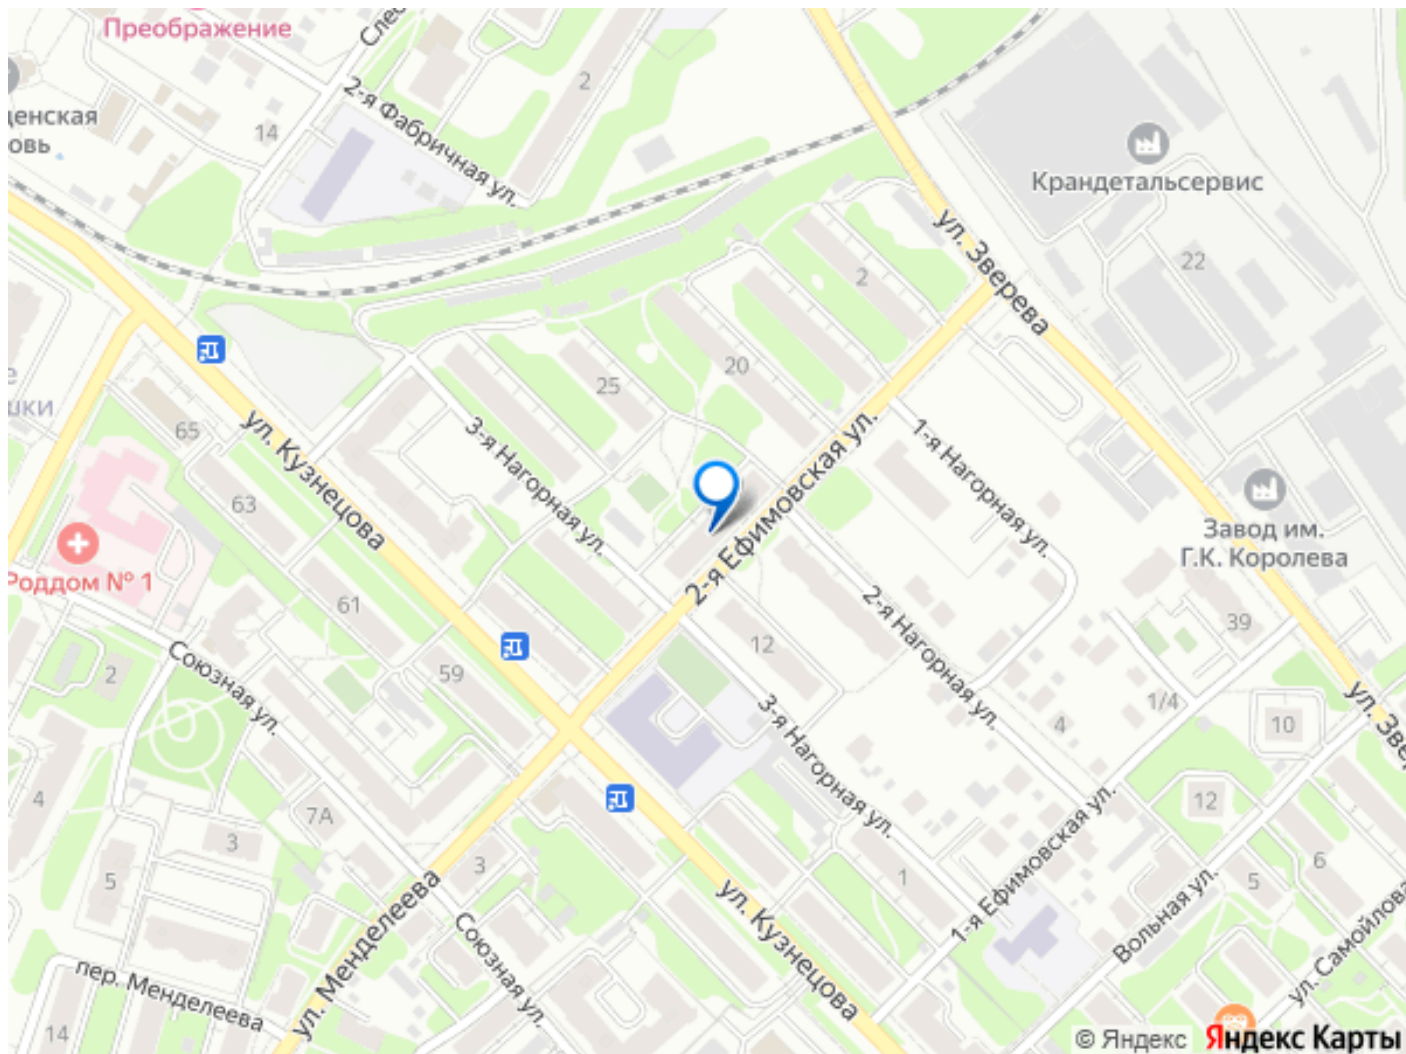 Преображение
2-я Фабричная ул.
2
14
Крандетальсервис
ул. Зверева
22
2
20
25
1-я Нагорная ул.
2-я Ефимовская ул.
3-я Нагорная ул.
65
ул. Кузнецова
63
Завод им.
Г.К. Королева
Роддом № 1
61
2-я Нагорная ул.
39
12
Союзная ул.
2
59
1/4
10
4
3-я Нагорная ул.
4
7А
12
3
5
3
1
6
5
ул. Менделеева
1-я Ефимовская ул.
Вольная ул.
ул. Кузнецова
Союзная ул.
ул. Самойлова
пер. Менделеева
14
© Яндекс Яндекс Карты